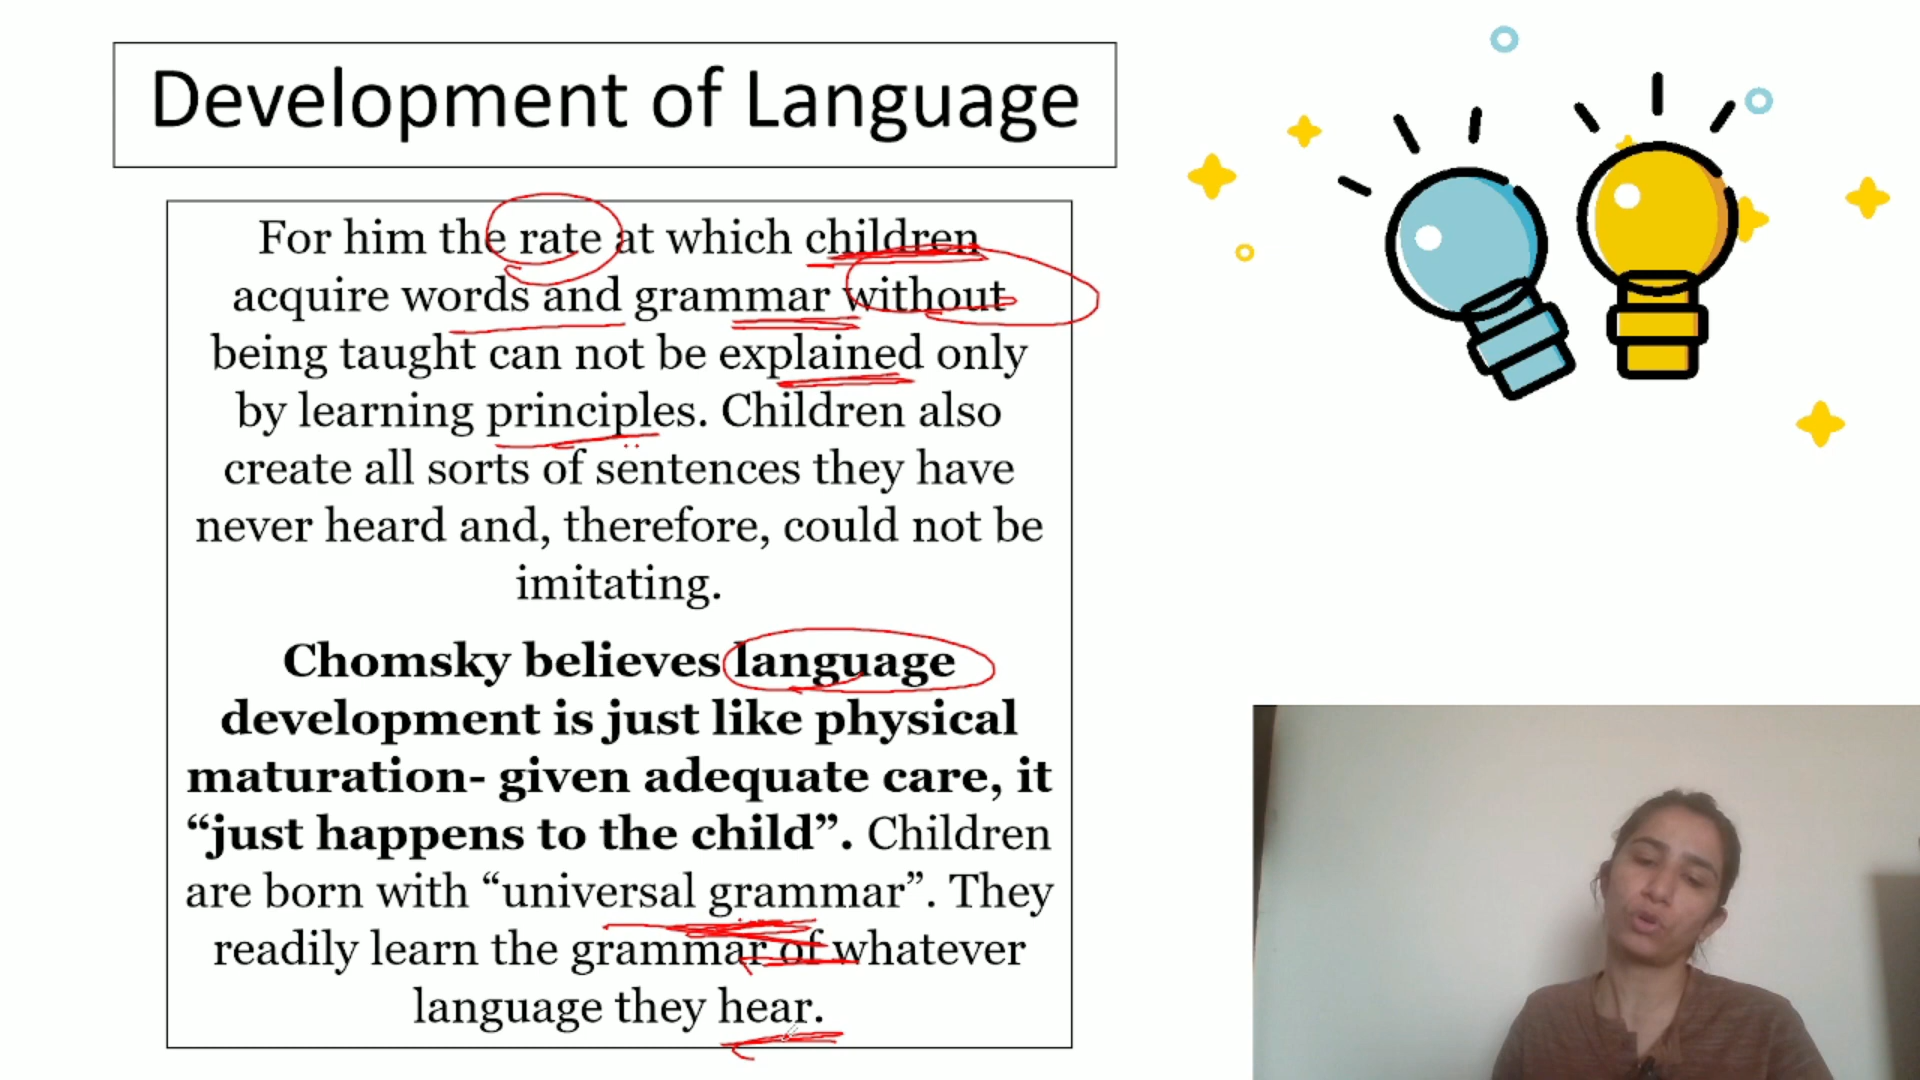 Development of Language
For him the rate at which children
acquire words and grammar without
being taught can not be explained only
by learning principles. Children also
create all sorts of sentences they have
never heard and, therefore, could not be
imitating.
Chomsky believes language
development is just like physical
maturation- given adequate care, it
“just happens to the child”. Children
are born with “universal grammar”. They
readily learn the grammar of whatever
language they hear.